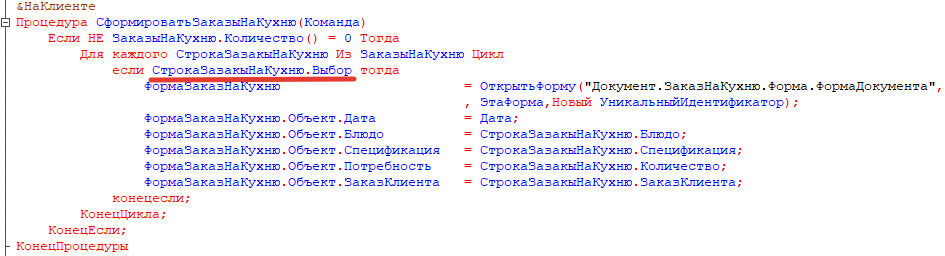 &НаКлиенте
Процедура СформироватьЗаказыНаКухню(Команда)
Если НЕ ЗаказыНаКухню.Количество() = 0 Тогда
Для каждого СтрокаЗазакыНаКухню Из ЗаказыНаКухню Цикл
если СтрокаЗазакыНаКухню.Выбор тогда
ФормаЗаказНаКухню = ОткрытьФорму("Документ.ЗаказНаКухню.Форма.ФормаДокумента",
, ЭтаФорма,Новый УникальныйИдентификатор);
ФормаЗаказНаКухню.Объект.Дата = Дата;
ФормаЗаказНаКухню.Объект.Блюдо = СтрокаЗазакыНаКухню.Блюдо;
ФормаЗаказНаКухню.Объект.Спецификация = СтрокаЗазакыНаКухню.Спецификация;
ФормаЗаказНаКухню.Объект.Потребность = СтрокаЗазакыНаКухню.Количество;
ФормаЗаказНаКухню.Объект.ЗаказКлиента = СтрокаЗазакыНаКухню.ЗаказКлиента;
конецесли;
КонецЦикла;
КонецЕсли;
КонецПроцедуры